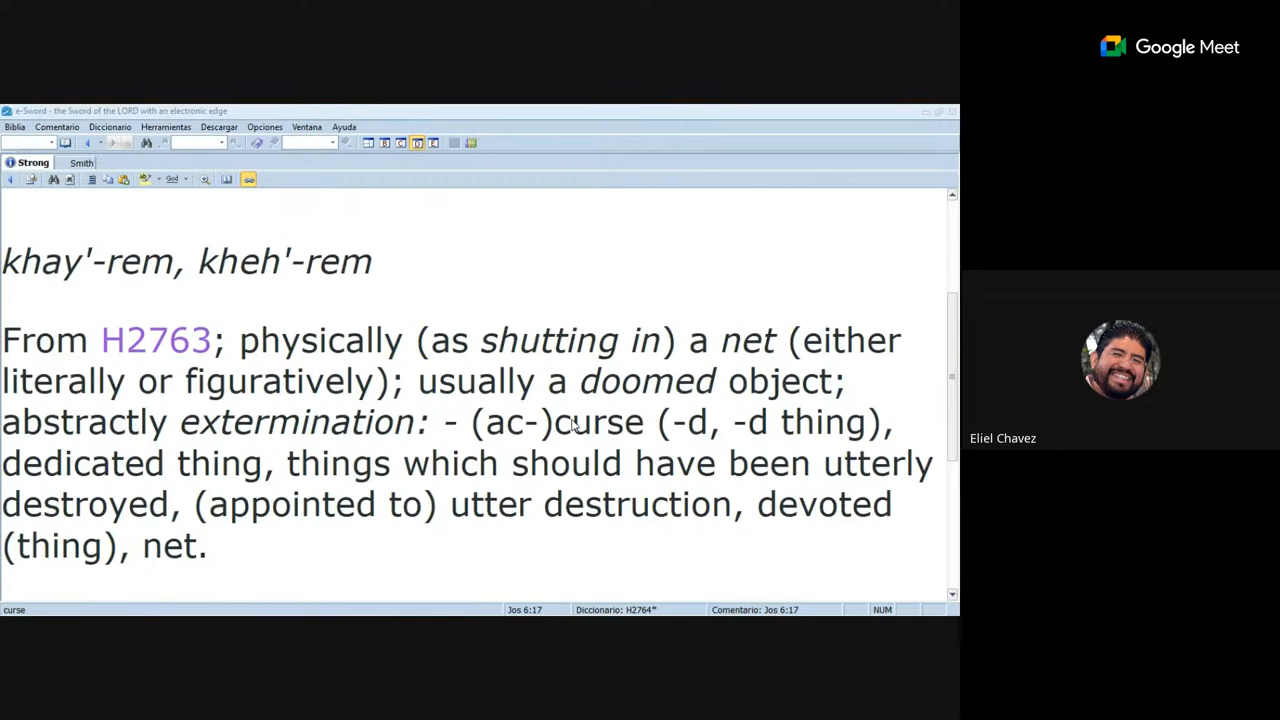 Google Meet
e-Sword - the Sword of the LORD with an electronic edge
Biblia Comentario Diccionario Herramientas Descargar Opciones Ventana Ayuda
B C D E
Strong Smith
God
khay'-rem, kheh'-rem
From H2763; physically (as shutting in) a net (either
literally or figuratively); usually a doomed object;
abstractly extermination: - (ac-)curse (-d, -d thing),
dedicated thing, things which should have been utterly
destroyed, (appointed to) utter destruction, devoted
(thing), net.
Eliel Chavez
curse Jos 6:17 Diccionario: H2764* Comentario: Jos 6:17 NUM